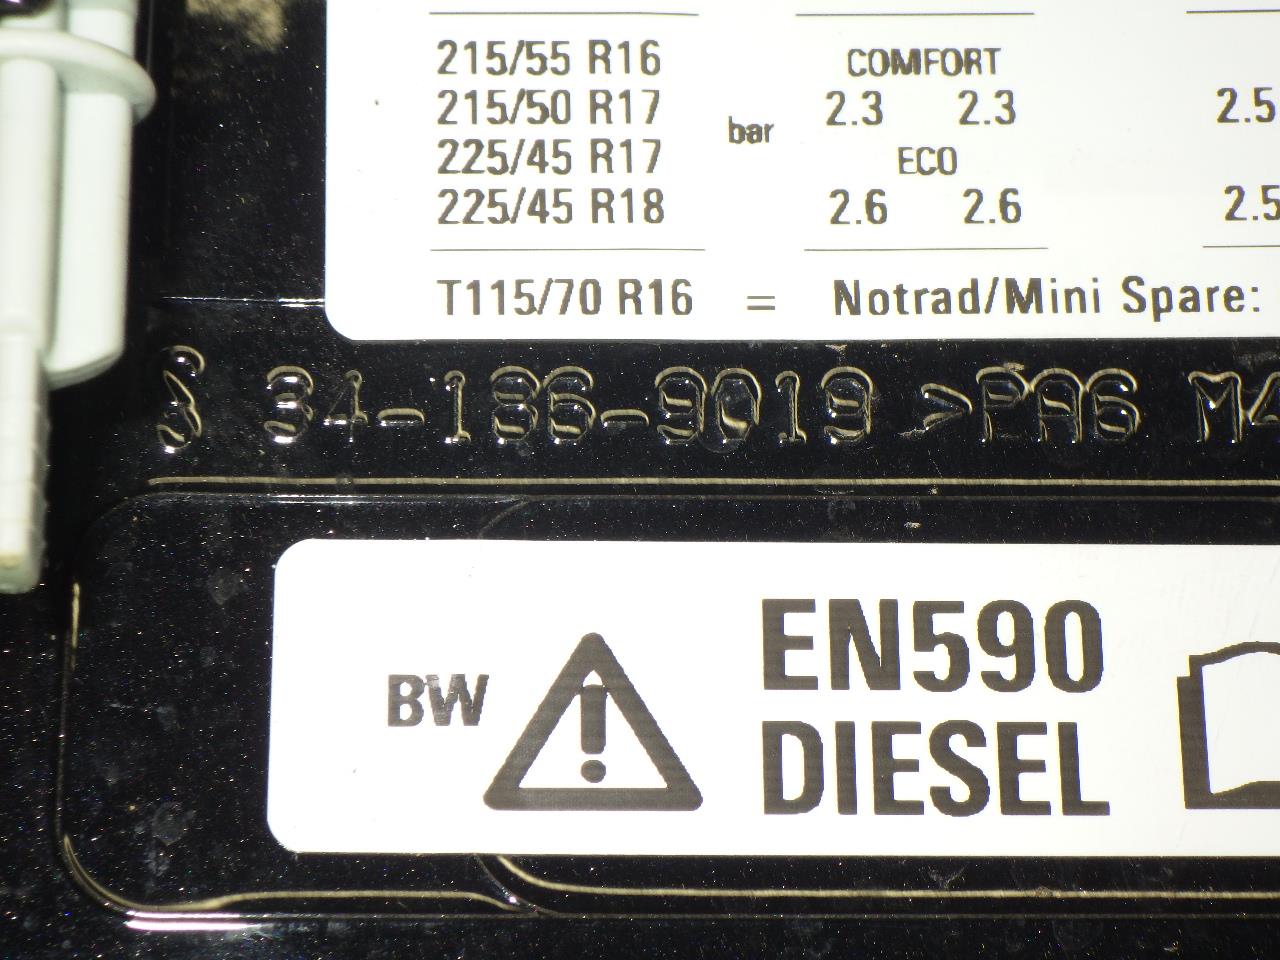 215/55 R16
215/50 R17
225/45 R17
225/45 R18
bar
COMFORT
2.3 2.3
ECO
2.6 2.6
2.5
2.5
T115/70 R16 = Notrad/Mini Spare:
S 34-186-9019 >PA6 M4
BW
EN590
DIESEL